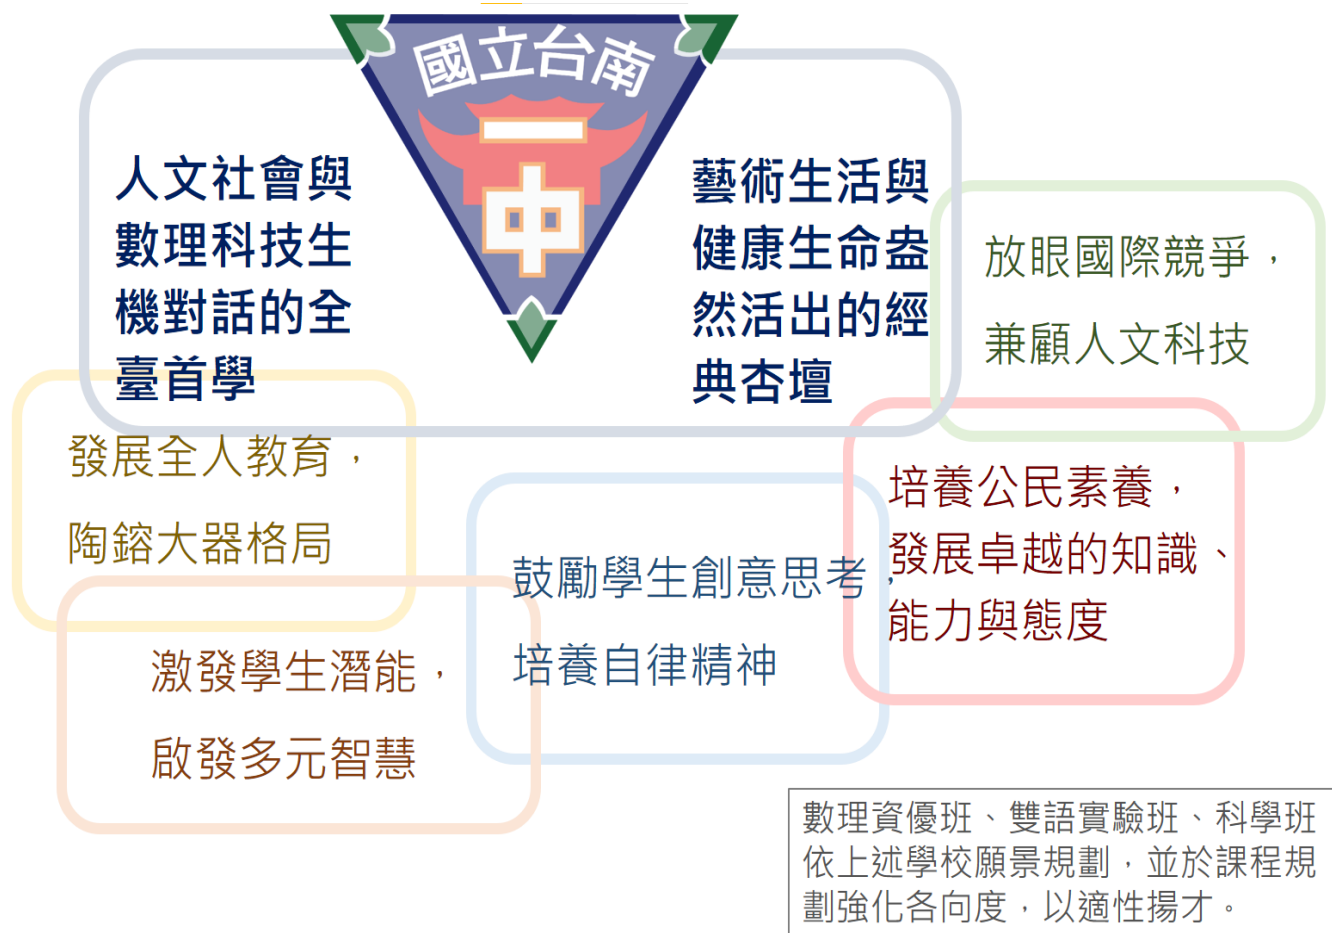 國立台南
一中
人文社會與
數理科技生
機對話的全
臺首學
藝術生活與
健康生命盎
然活出的經
典杏壇
放眼國際競爭，
兼顧人文科技
發展全人教育，
陶鎔大器格局
培養公民素養，
發展卓越的知識、
能力與態度
鼓勵學生創意思考，
培養自律精神
激發學生潛能，
啟發多元智慧
數理資優班、雙語實驗班、科學班
依上述學校願景規劃，並於課程規
劃強化各向度，以適性揚才。